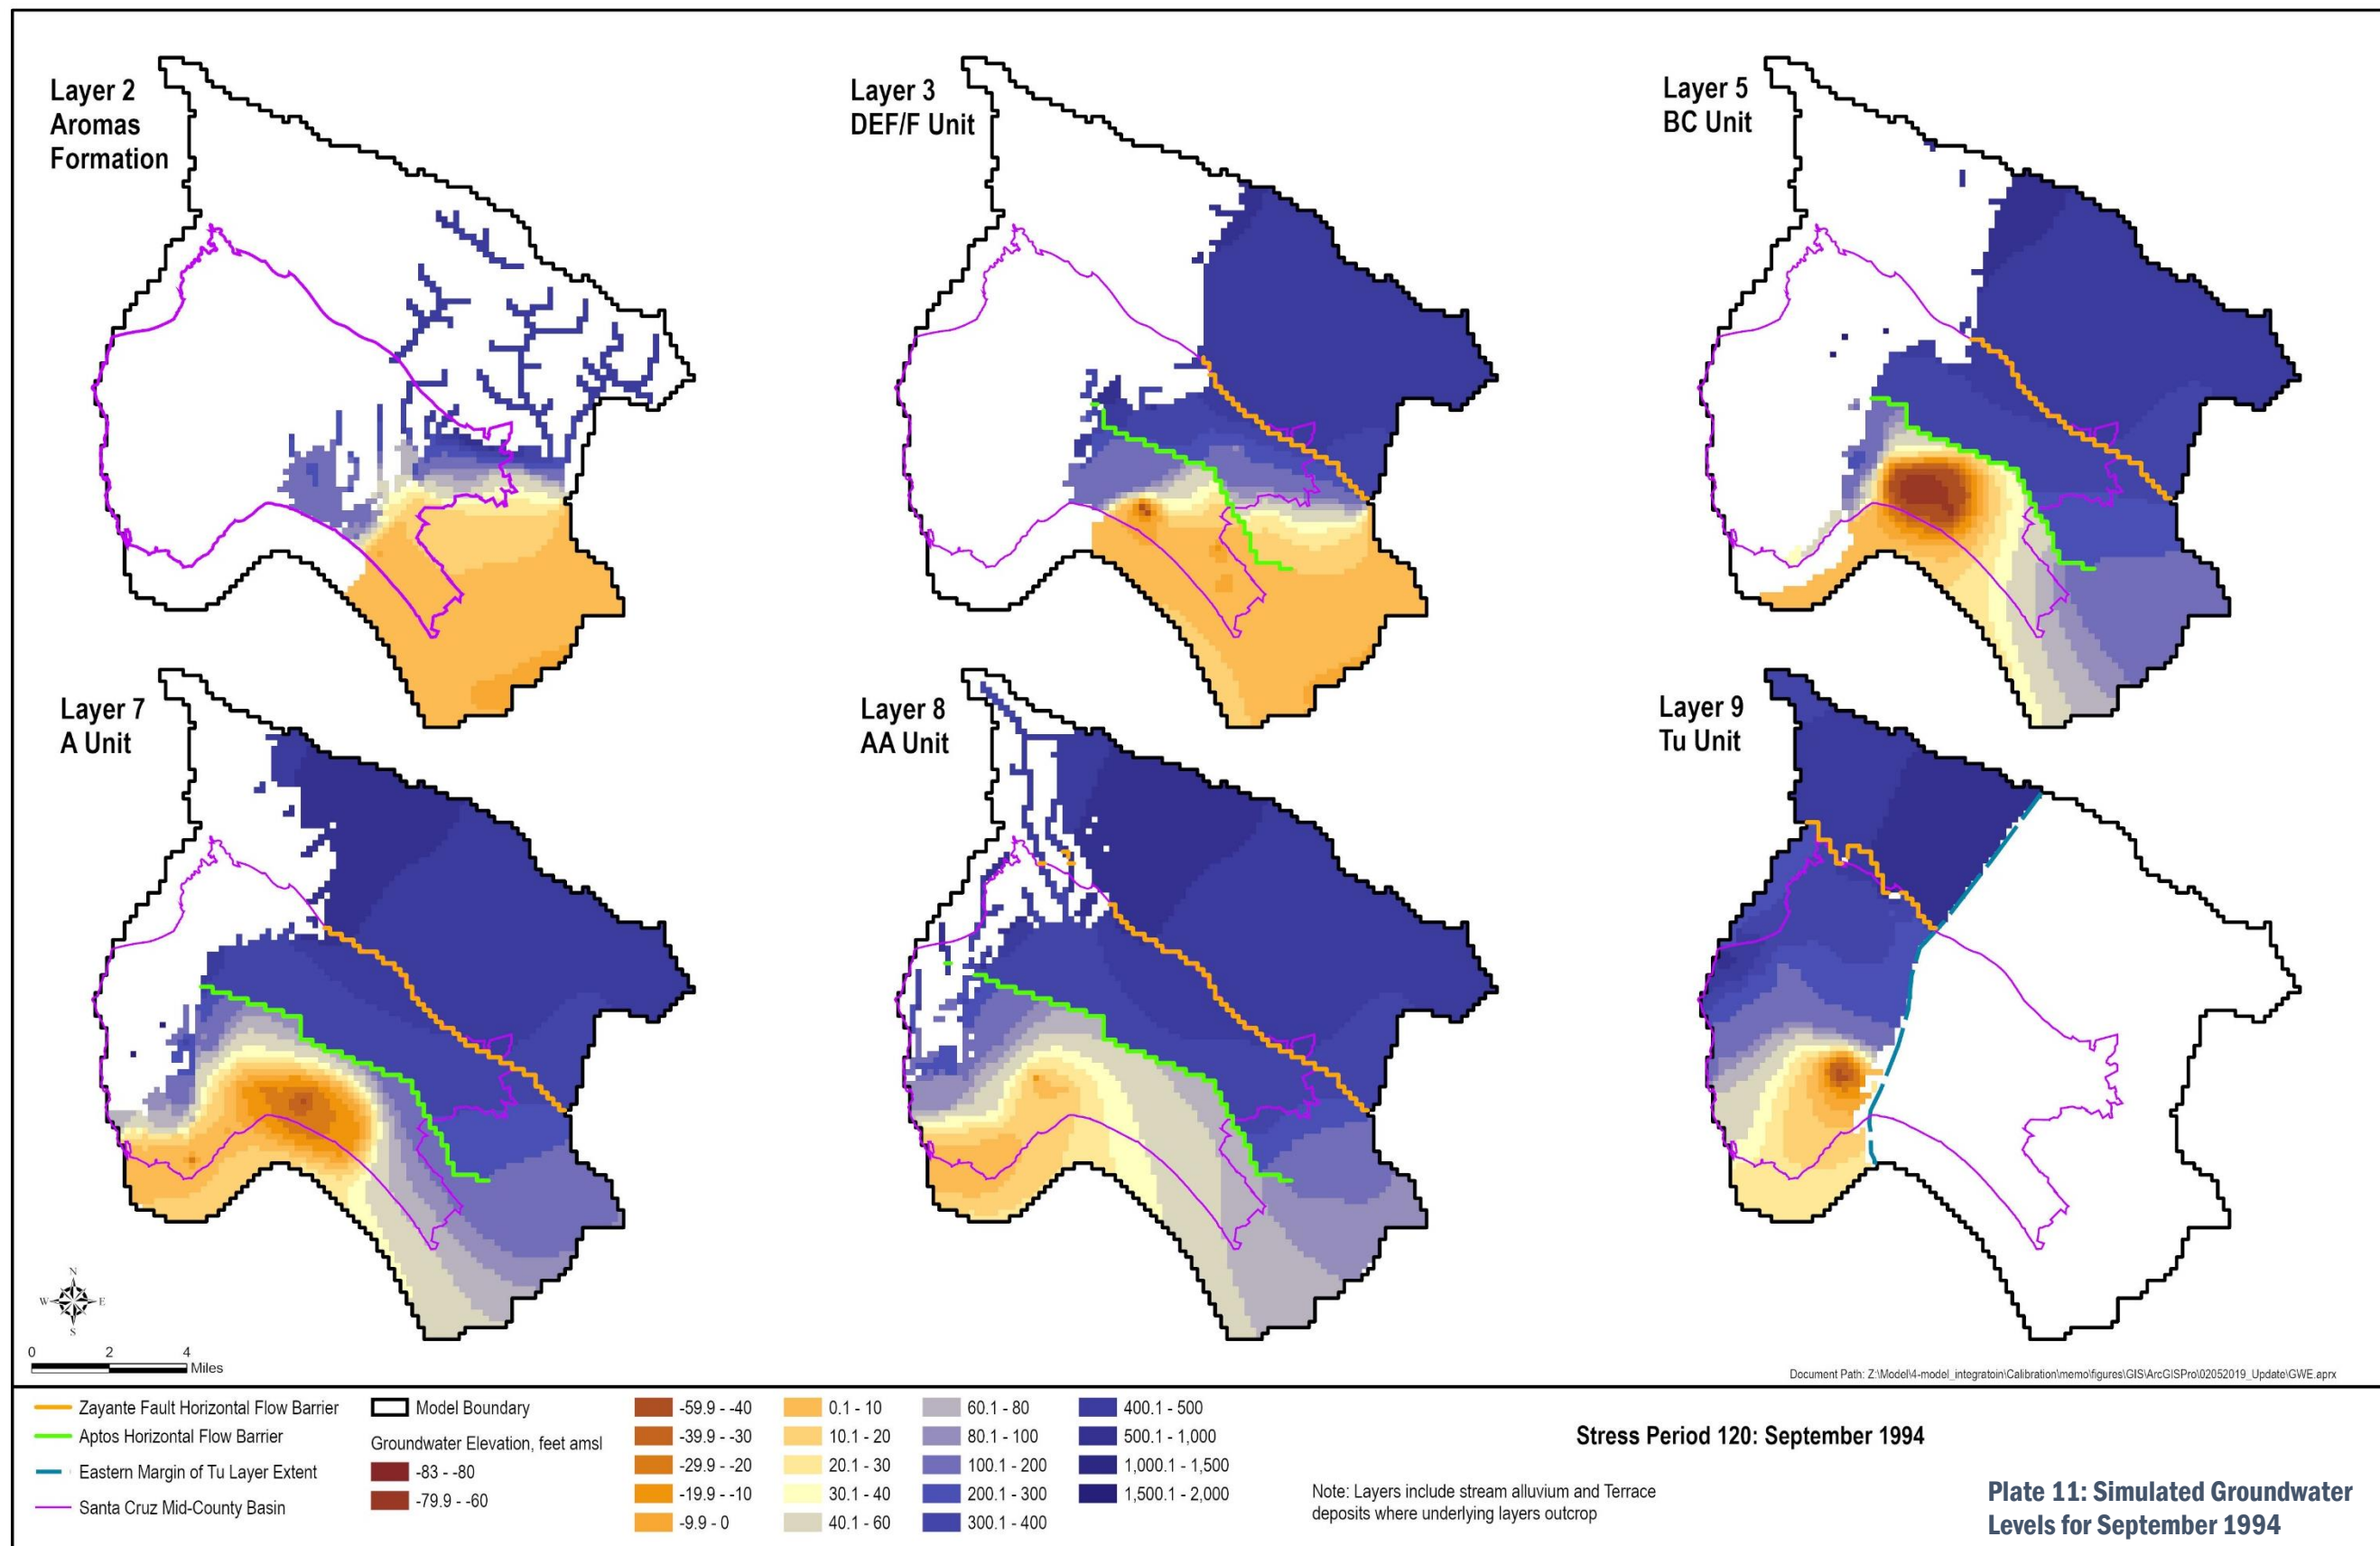 Layer 2
Aromas
Formation
Layer 3
DEF/F Unit
Layer 5
BC Unit
Layer 7
A Unit
Layer 8
AA Unit
Layer 9
Tu Unit
N
W E
S
0 2 4
Miles
Document Path: Z:\Model\4-model_integratoin\Calibration\memo\figures\GIS\ArcGISPro\02052019_Update\GWE.aprx
Zayante Fault Horizontal Flow Barrier
Aptos Horizontal Flow Barrier
Eastern Margin of Tu Layer Extent
Santa Cruz Mid-County Basin
Model Boundary
Groundwater Elevation, feet amsl
-83 - -80
-79.9 - -60
-59.9 - -40
-39.9 - -30
-29.9 - -20
-19.9 - -10
-9.9 - 0
0.1 - 10
10.1 - 20
20.1 - 30
30.1 - 40
40.1 - 60
60.1 - 80
80.1 - 100
100.1 - 200
200.1 - 300
300.1 - 400
400.1 - 500
500.1 - 1,000
1,000.1 - 1,500
1,500.1 - 2,000
Stress Period 120: September 1994
Note: Layers include stream alluvium and Terrace
deposits where underlying layers outcrop
Plate 11: Simulated Groundwater
Levels for September 1994